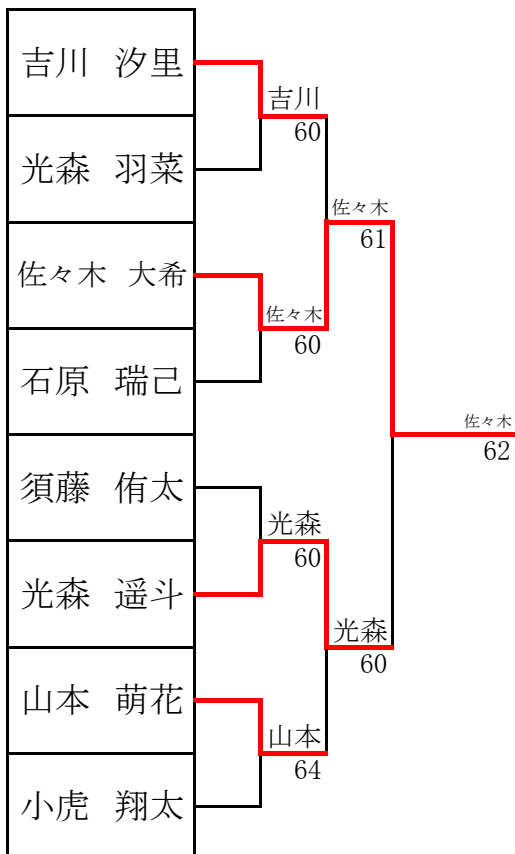 吉川 汐里
光森 羽菜
佐々木 大希
石原 瑞己
須藤 侑太
光森 遥斗
山本 萌花
小虎 翔太
吉川
60
佐々木
60
光森
60
山本
64
佐々木
61
光森
60
佐々木
62